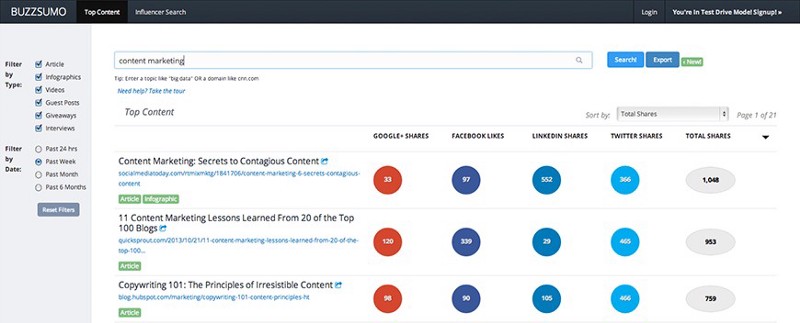 BUZZSUMO Top Content Influencer Search Login You're In Test Drive Mode! Signup! »
Filter by Type:
Article
Infographics
Videos
Guest Posts
Giveaways
Interviews
Filter by Date:
Past 24 hrs
Past Week
Past Month
Past 6 Months
Reset Filters
content marketing Search! Export ‹ New!
Tip: Enter a topic like "big data" OR a domain like cnn.com
Need help? Take the tour
Top Content Sort by: Total Shares Page 1 of 21
GOOGLE+ SHARES FACEBOOK LIKES LINKEDIN SHARES TWITTER SHARES TOTAL SHARES
Content Marketing: Secrets to Contagious Content
socialmediatoday.com/rtmixmktg/1841706/content-marketing-6-secrets-contagious-
content
Article Infographic
33 97 552 366 1,048
11 Content Marketing Lessons Learned From 20 of the Top
100 Blogs
quicksprout.com/2013/10/21/11-content-marketing-lessons-learned-from-20-of-the-
top-100...
Article
120 339 29 465 953
Copywriting 101: The Principles of Irresistible Content
blog.hubspot.com/marketing/copywriting-101-content-principles-ht
Article
98 90 105 466 759